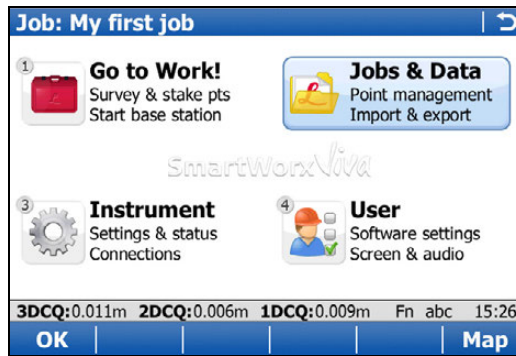 Job: My first job
1
Go to Work!
Survey & stake pts
Start base station
Jobs & Data
Point management
Import & export
SmartWorx Viva
3
Instrument
Settings & status
Connections
4
User
Software settings
Screen & audio
3DCQ:0.011m 2DCQ:0.006m 1DCQ:0.009m Fn abc 15:26
OK Map